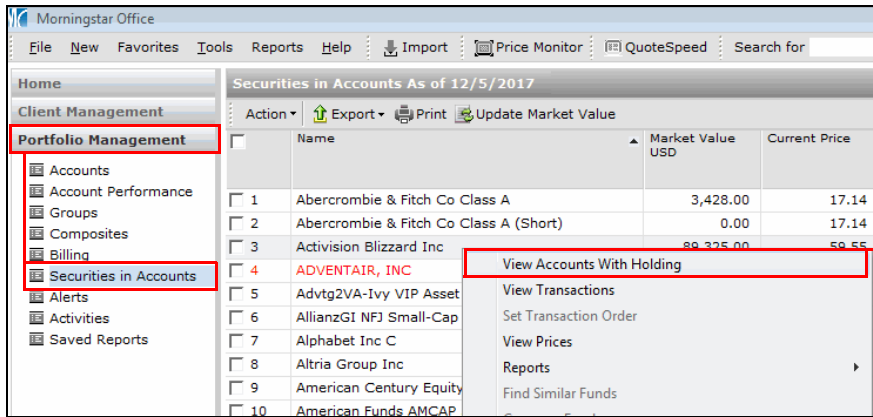 Morningstar Office
File New Favorites Tools Reports Help Import Price Monitor QuoteSpeed Search for
Home
Client Management
Portfolio Management
Accounts
Account Performance
Groups
Composites
Billing
Securities in Accounts
Alerts
Activities
Saved Reports
Securities in Accounts As of 12/5/2017
Action Export Print Update Market Value
Name Market Value USD Current Price
1 Abercrombie & Fitch Co Class A 3,428.00 17.14
2 Abercrombie & Fitch Co Class A (Short) 0.00 17.14
3 Activision Blizzard Inc 89,325.00 59.55
4 ADVENTAIR, INC
5 Advtg2VA-Ivy VIP Asset
6 AllianzGI NFJ Small-Cap
7 Alphabet Inc C
8 Altria Group Inc
9 American Century Equity
10 American Funds AMCAP
View Accounts With Holding
View Transactions
Set Transaction Order
View Prices
Reports
Find Similar Funds